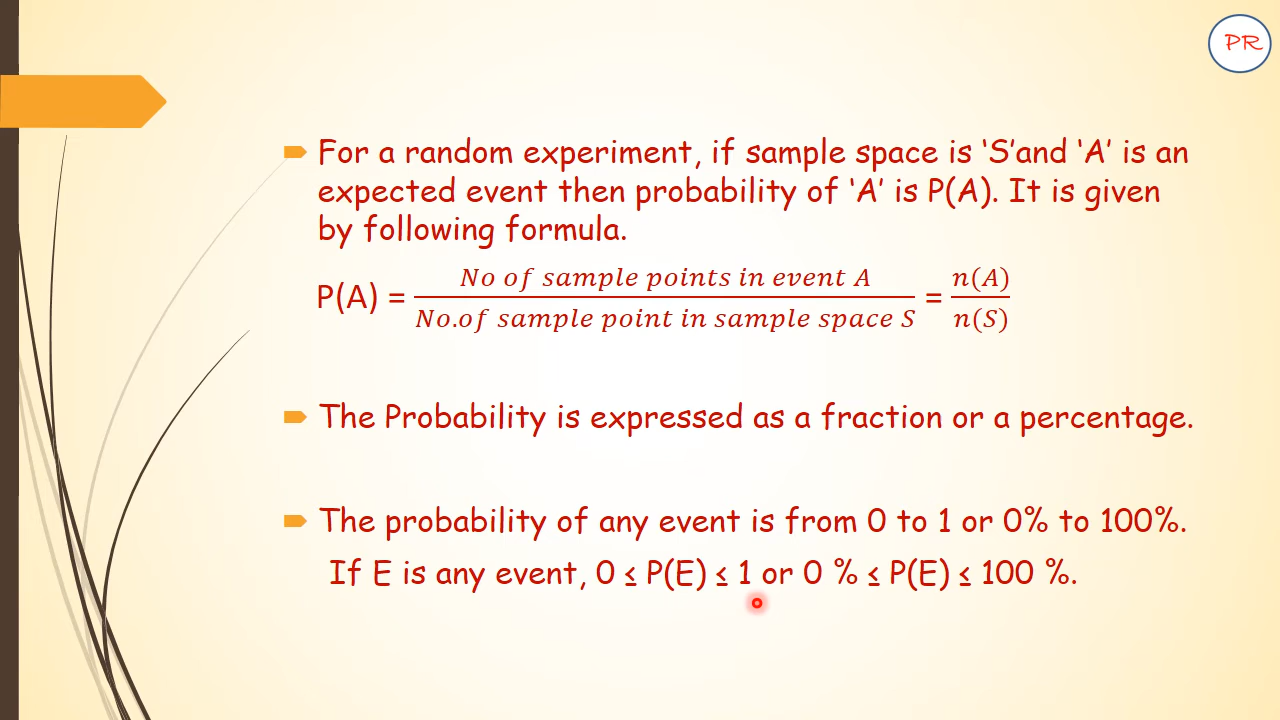 PR
For a random experiment, if sample space is ‘S’and ‘A’ is an
expected event then probability of ‘A’ is P(A). It is given
by following formula.
P(A) = \frac{No of sample points in event A}{No.of sample point in sample space S} = \frac{n(A)}{n(S)}
The Probability is expressed as a fraction or a percentage.
The probability of any event is from 0 to 1 or 0% to 100%.
If E is any event, 0 ≤ P(E) ≤ 1 or 0 % ≤ P(E) ≤ 100 %.